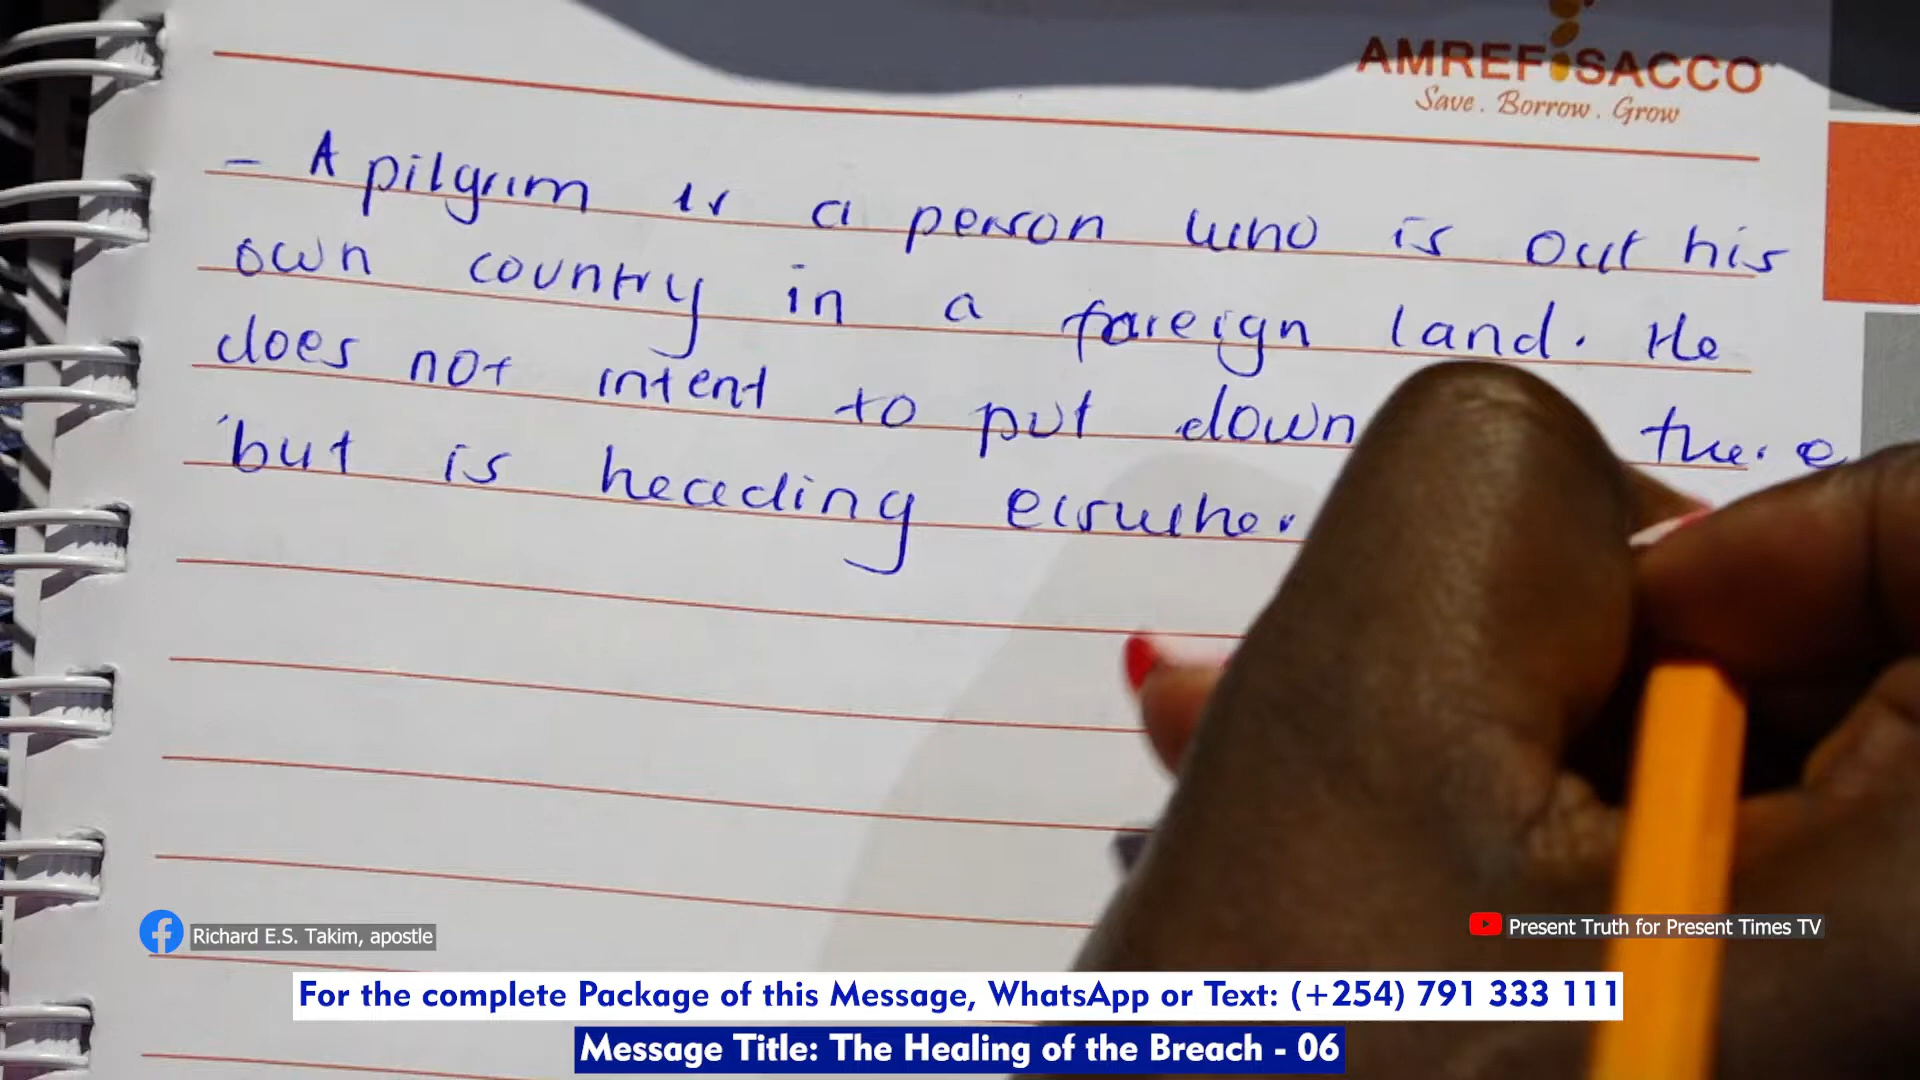 AMREF SACCO
Save . Borrow . Grow
- A pilgrim is a person who is out his
own country in a foreign land. He
does not intent to put down there
but is heading elsewhere
Richard E.S. Takim, apostle
Present Truth for Present Times TV
For the complete Package of this Message, WhatsApp or Text: (+254) 791 333 111
Message Title: The Healing of the Breach - 06